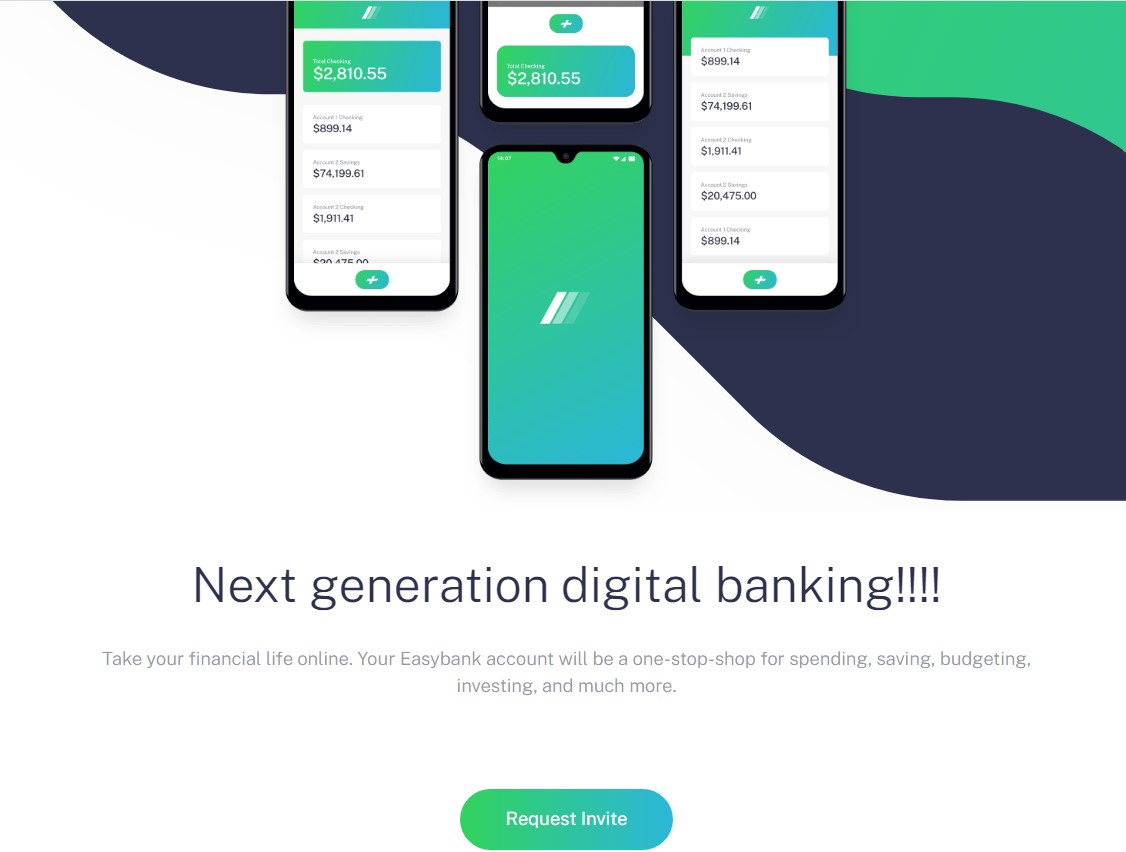 Total Checking
$2,810.55
Account 1 Checking
$899.14
Account 2 Savings
$74,199.61
Account 2 Checking
$1,911.41
Account 2 Savings
$20,475.00
Total Checking
$2,810.55
14:07
Account 1 Checking
$899.14
Account 2 Savings
$74,199.61
Account 2 Checking
$1,911.41
Account 2 Savings
$20,475.00
Account 1 Checking
$899.14
Next generation digital banking!!!!
Take your financial life online. Your Easybank account will be a one-stop-shop for spending, saving, budgeting,
investing, and much more.
Request Invite